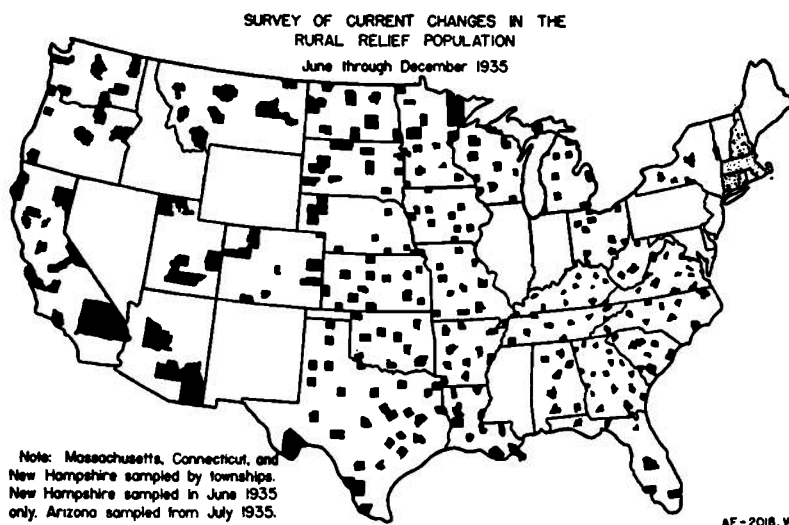 SURVEY OF CURRENT CHANGES IN THE
RURAL RELIEF POPULATION
June through December 1935
Note: Massachusetts, Connecticut, and
New Hampshire sampled by townships.
New Hampshire sampled in June 1935
only. Arizona sampled from July 1935.
AF-2018, W